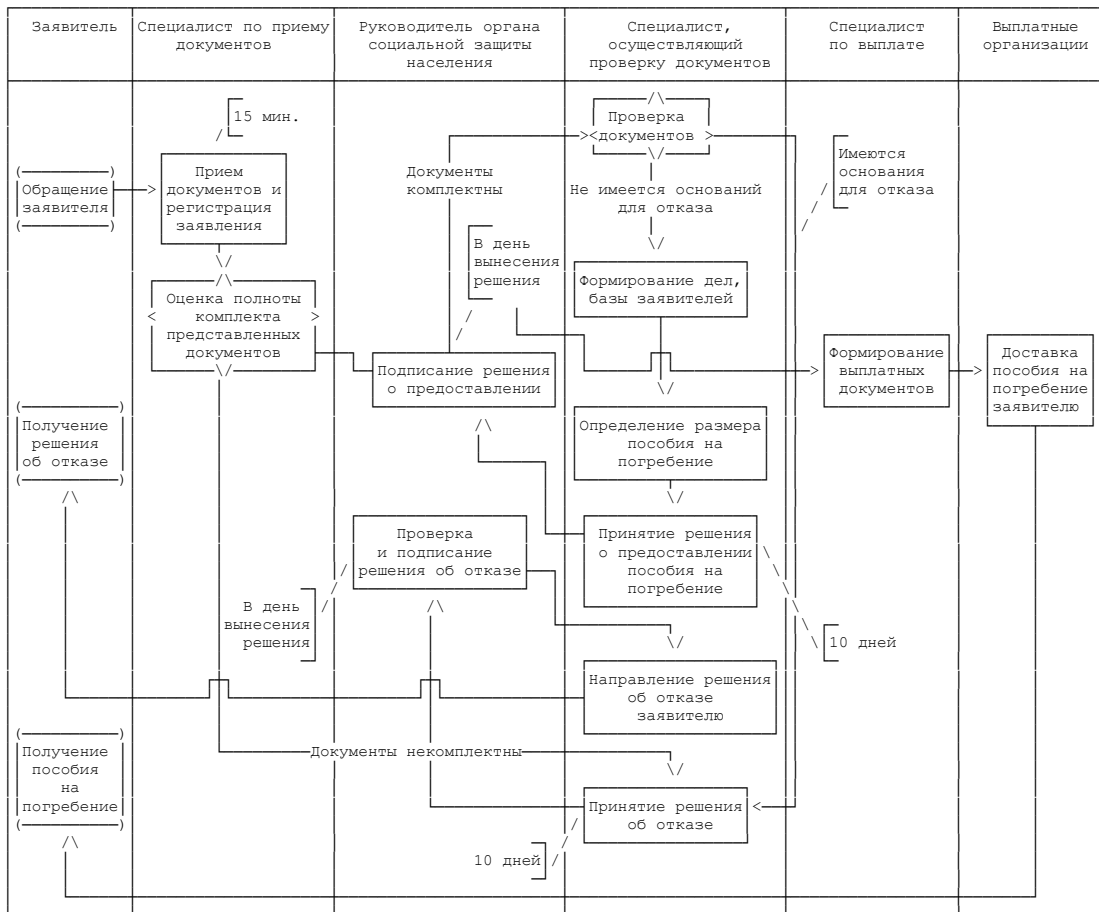 Заявитель
Специалист по приему
документов
Руководитель органа
социальной защиты
населения
Специалист,
осуществляющий
проверку документов
Специалист
по выплате
Выплатные
организации
15 мин.
Проверка
документов
Обращение
заявителя
Прием
документов и
регистрация
заявления
Документы
комплектны
Не имеется оснований
для отказа
Имеются
основания
для отказа
В день
вынесения
решения
Оценка полноты
комплекта
представленных
документов
Формирование дел,
базы заявителей
Подписание решения
о предоставлении
Формирование
выплатных
документов
Доставка
пособия на
погребение
заявителю
Получение
решения
об отказе
Определение размера
пособия на
погребение
Проверка
и подписание
решения об отказе
Принятие решения
о предоставлении
пособия на
погребение
В день
вынесения
решения
10 дней
Направление решения
об отказе
заявителю
Получение
пособия
на
погребение
Документы некомплектны
Принятие решения
об отказе
10 дней